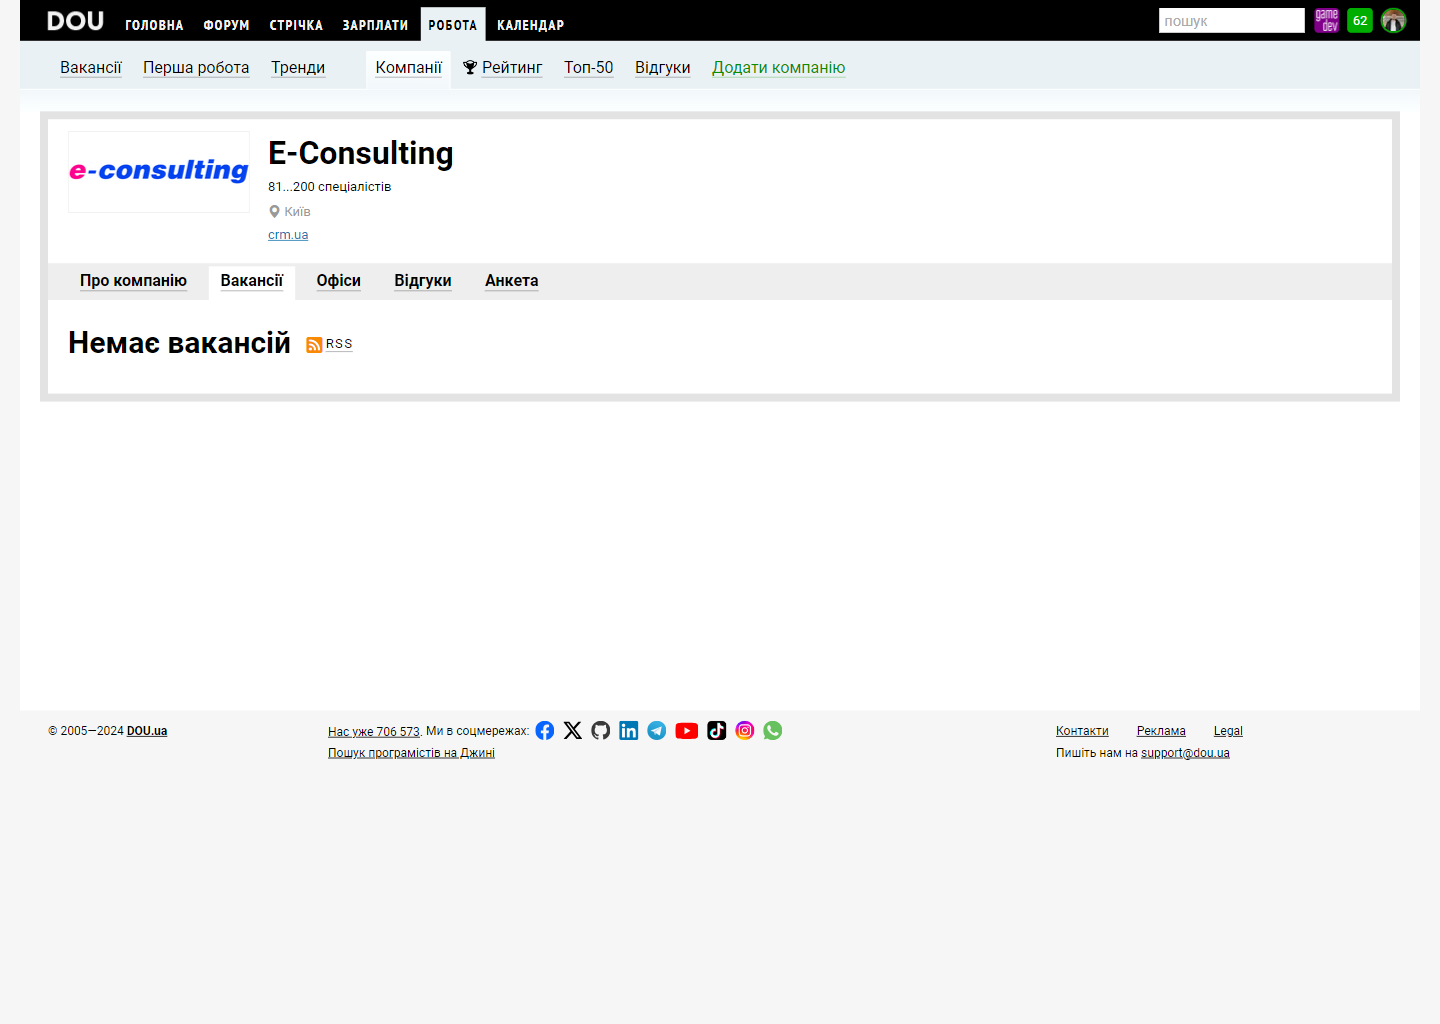 DOU ГОЛОВНА ФОРУМ СТРІЧКА ЗАРПЛАТИ РОБОТА КАЛЕНДАР пошук game dev 62
Вакансії Перша робота Тренди Компанії Рейтинг Топ-50 Відгуки Додати компанію
e-consulting
E-Consulting
81...200 спеціалістів
Київ
crm.ua
Про компанію Вакансії Офіси Відгуки Анкета
Немає вакансій RSS
© 2005—2024 DOU.ua Нас уже 706 573. Ми в соцмережах: Контакти Реклама Legal
Пошук програмістів на Джині Пишіть нам на support@dou.ua